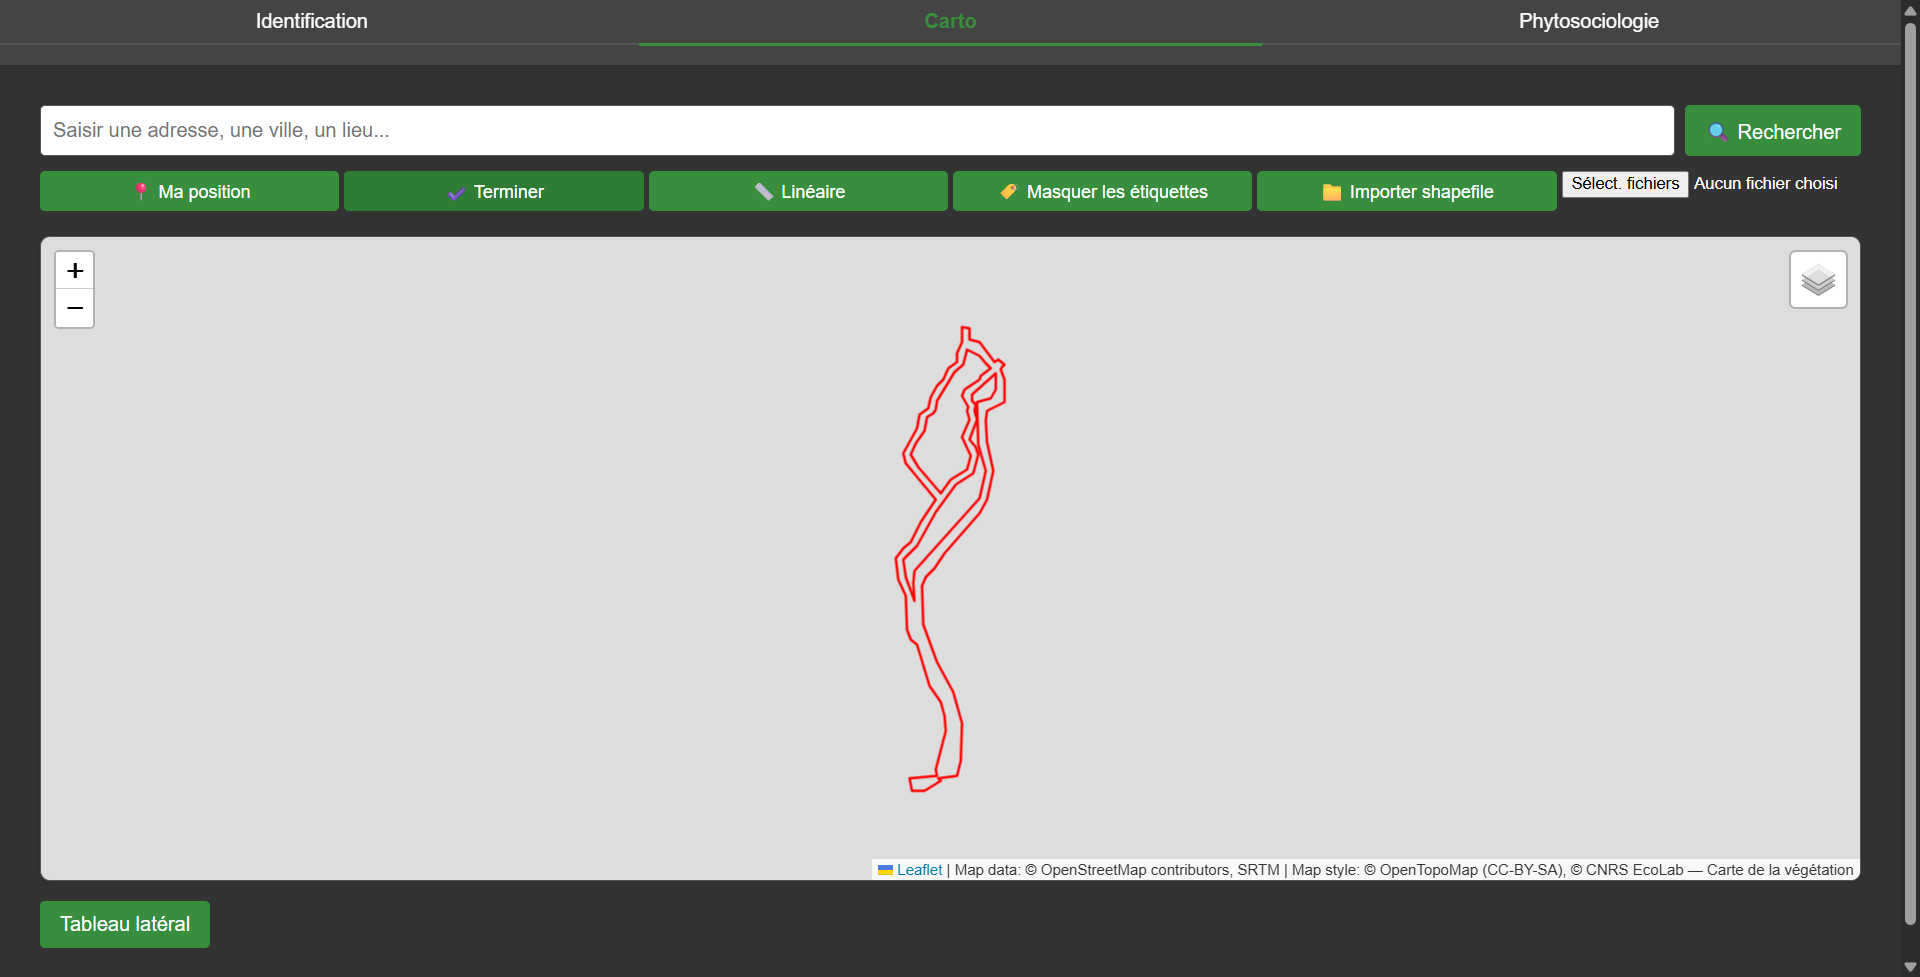 Identification
Carto
Phytosociologie
Saisir une adresse, une ville, un lieu...
Rechercher
Ma position
Terminer
Linéaire
Masquer les étiquettes
Importer shapefile
Sélect. fichiers
Aucun fichier choisi
+
−
Leaflet | Map data: © OpenStreetMap contributors, SRTM | Map style: © OpenTopoMap (CC-BY-SA), © CNRS EcoLab — Carte de la végétation
Tableau latéral